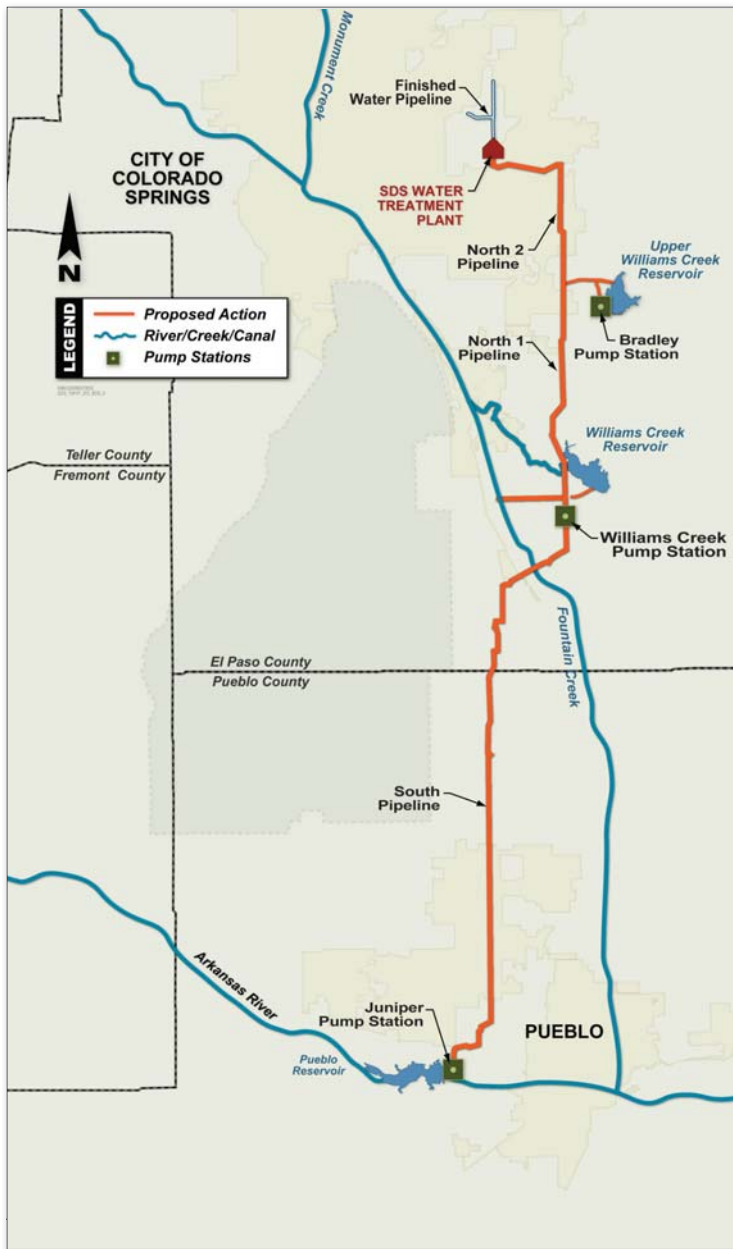 Monument Creek
Finished
Water Pipeline
CITY OF
COLORADO
SPRINGS
SDS WATER
TREATMENT
PLANT
N
North 2
Pipeline
Upper
Williams Creek
Reservoir
LEGEND
Proposed Action
River/Creek/Canal
Pump Stations
North 1
Pipeline
Bradley
Pump Station
Williams Creek
Reservoir
Teller County
Fremont County
Williams Creek
Pump Station
Fountain Creek
El Paso County
Pueblo County
South
Pipeline
Arkansas River
Juniper
Pump Station
PUEBLO
Pueblo
Reservoir